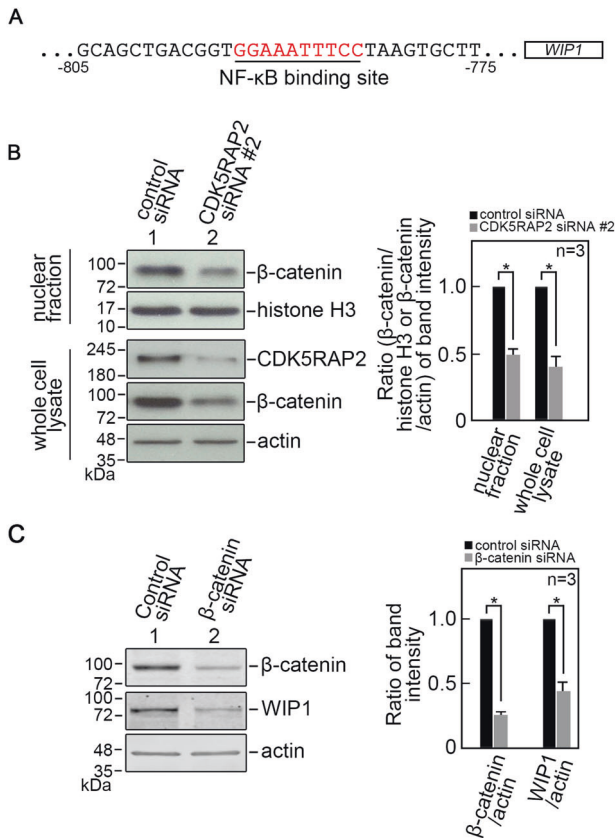 A
...GCAGCTGACGGTGGAAATTTCCTAAGTGCTT... WIP1
-805 -775
NF-κB binding site
B
control siRNA
CDK5RAP2 siRNA #2
1 2
nuclear fraction
100
72
β-catenin
17
10
histone H3
whole cell lysate
245
180
CDK5RAP2
100
72
β-catenin
48
35
actin
kDa
control siRNA
CDK5RAP2 siRNA #2
n=3
* *
Ratio (β-catenin/
histone H3 or β-catenin
/actin) of band intensity
1.0
0.5
0
nuclear fraction
whole cell lysate
C
Control siRNA
β-catenin siRNA
1 2
100
72
β-catenin
100
72
WIP1
48
35
actin
kDa
control siRNA
β-catenin siRNA
n=3
* *
Ratio of band
intensity
1.0
0.5
0
β-catenin /actin
WIP1 /actin